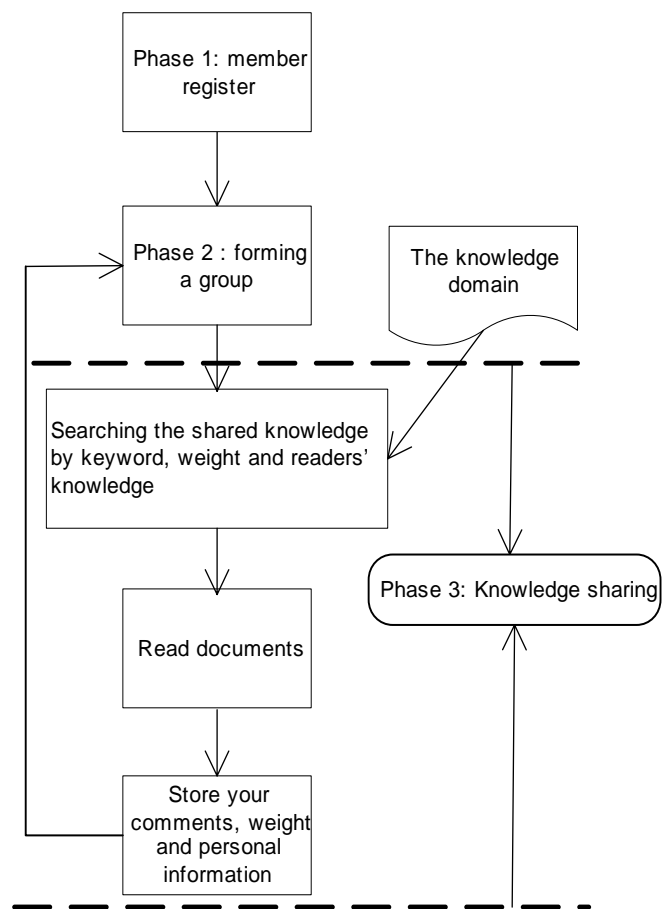 Phase 1: member
register
Phase 2 : forming
a group
The knowledge
domain
Searching the shared knowledge
by keyword, weight and readers'
knowledge
Phase 3: Knowledge sharing
Read documents
Store your
comments, weight
and personal
information